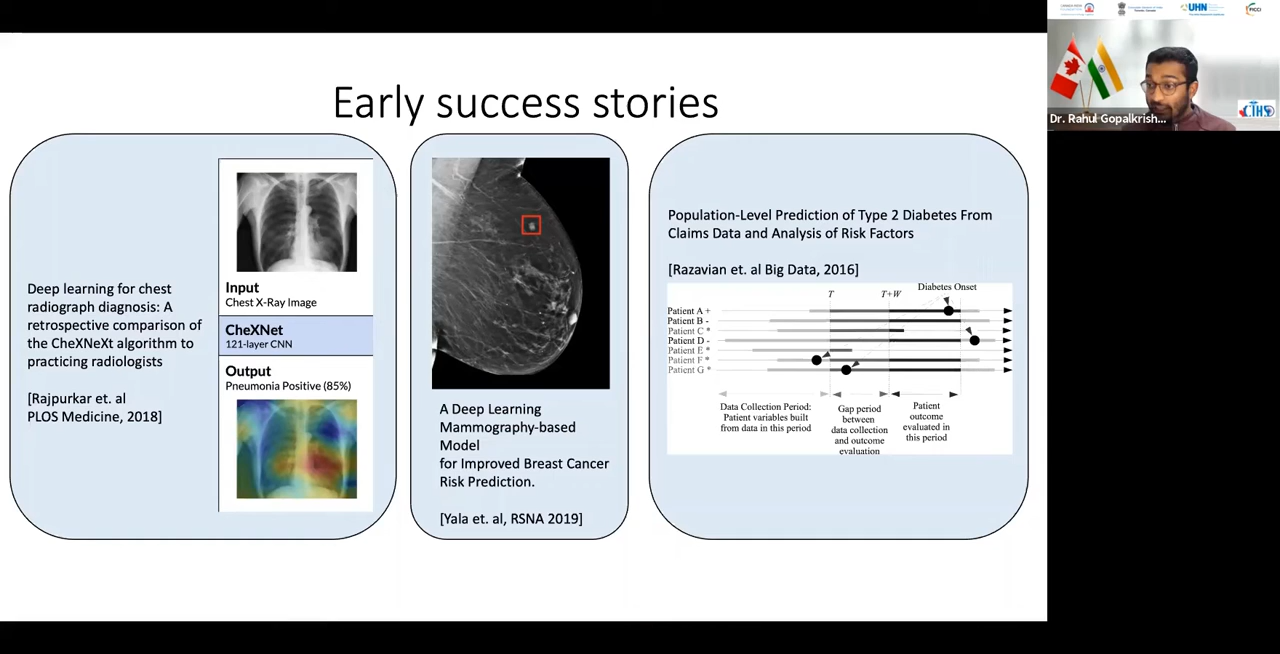 Early success stories
Deep learning for chest
radiograph diagnosis: A
retrospective comparison of
the CheXNeXt algorithm to
practicing radiologists
[Rajpurkar et. al
PLOS Medicine, 2018]
Input
Chest X-Ray Image
CheXNet
121-layer CNN
Output
Pneumonia Positive (85%)
A Deep Learning
Mammography-based
Model
for Improved Breast Cancer
Risk Prediction.
[Yala et. al, RSNA 2019]
Population-Level Prediction of Type 2 Diabetes From
Claims Data and Analysis of Risk Factors
[Razavian et. al Big Data, 2016]
Diabetes Onset
T
T+W
Patient A +
Patient B -
Patient C *
Patient D -
Patient E *
Patient F *
Patient G *
Data Collection Period:
Patient variables built
from data in this period
Gap period
between
data collection
and outcome
evaluation
Patient
outcome
evaluated in
this period
UHN
FICCI
CIHS
Dr. Rahul Gopalkrish...